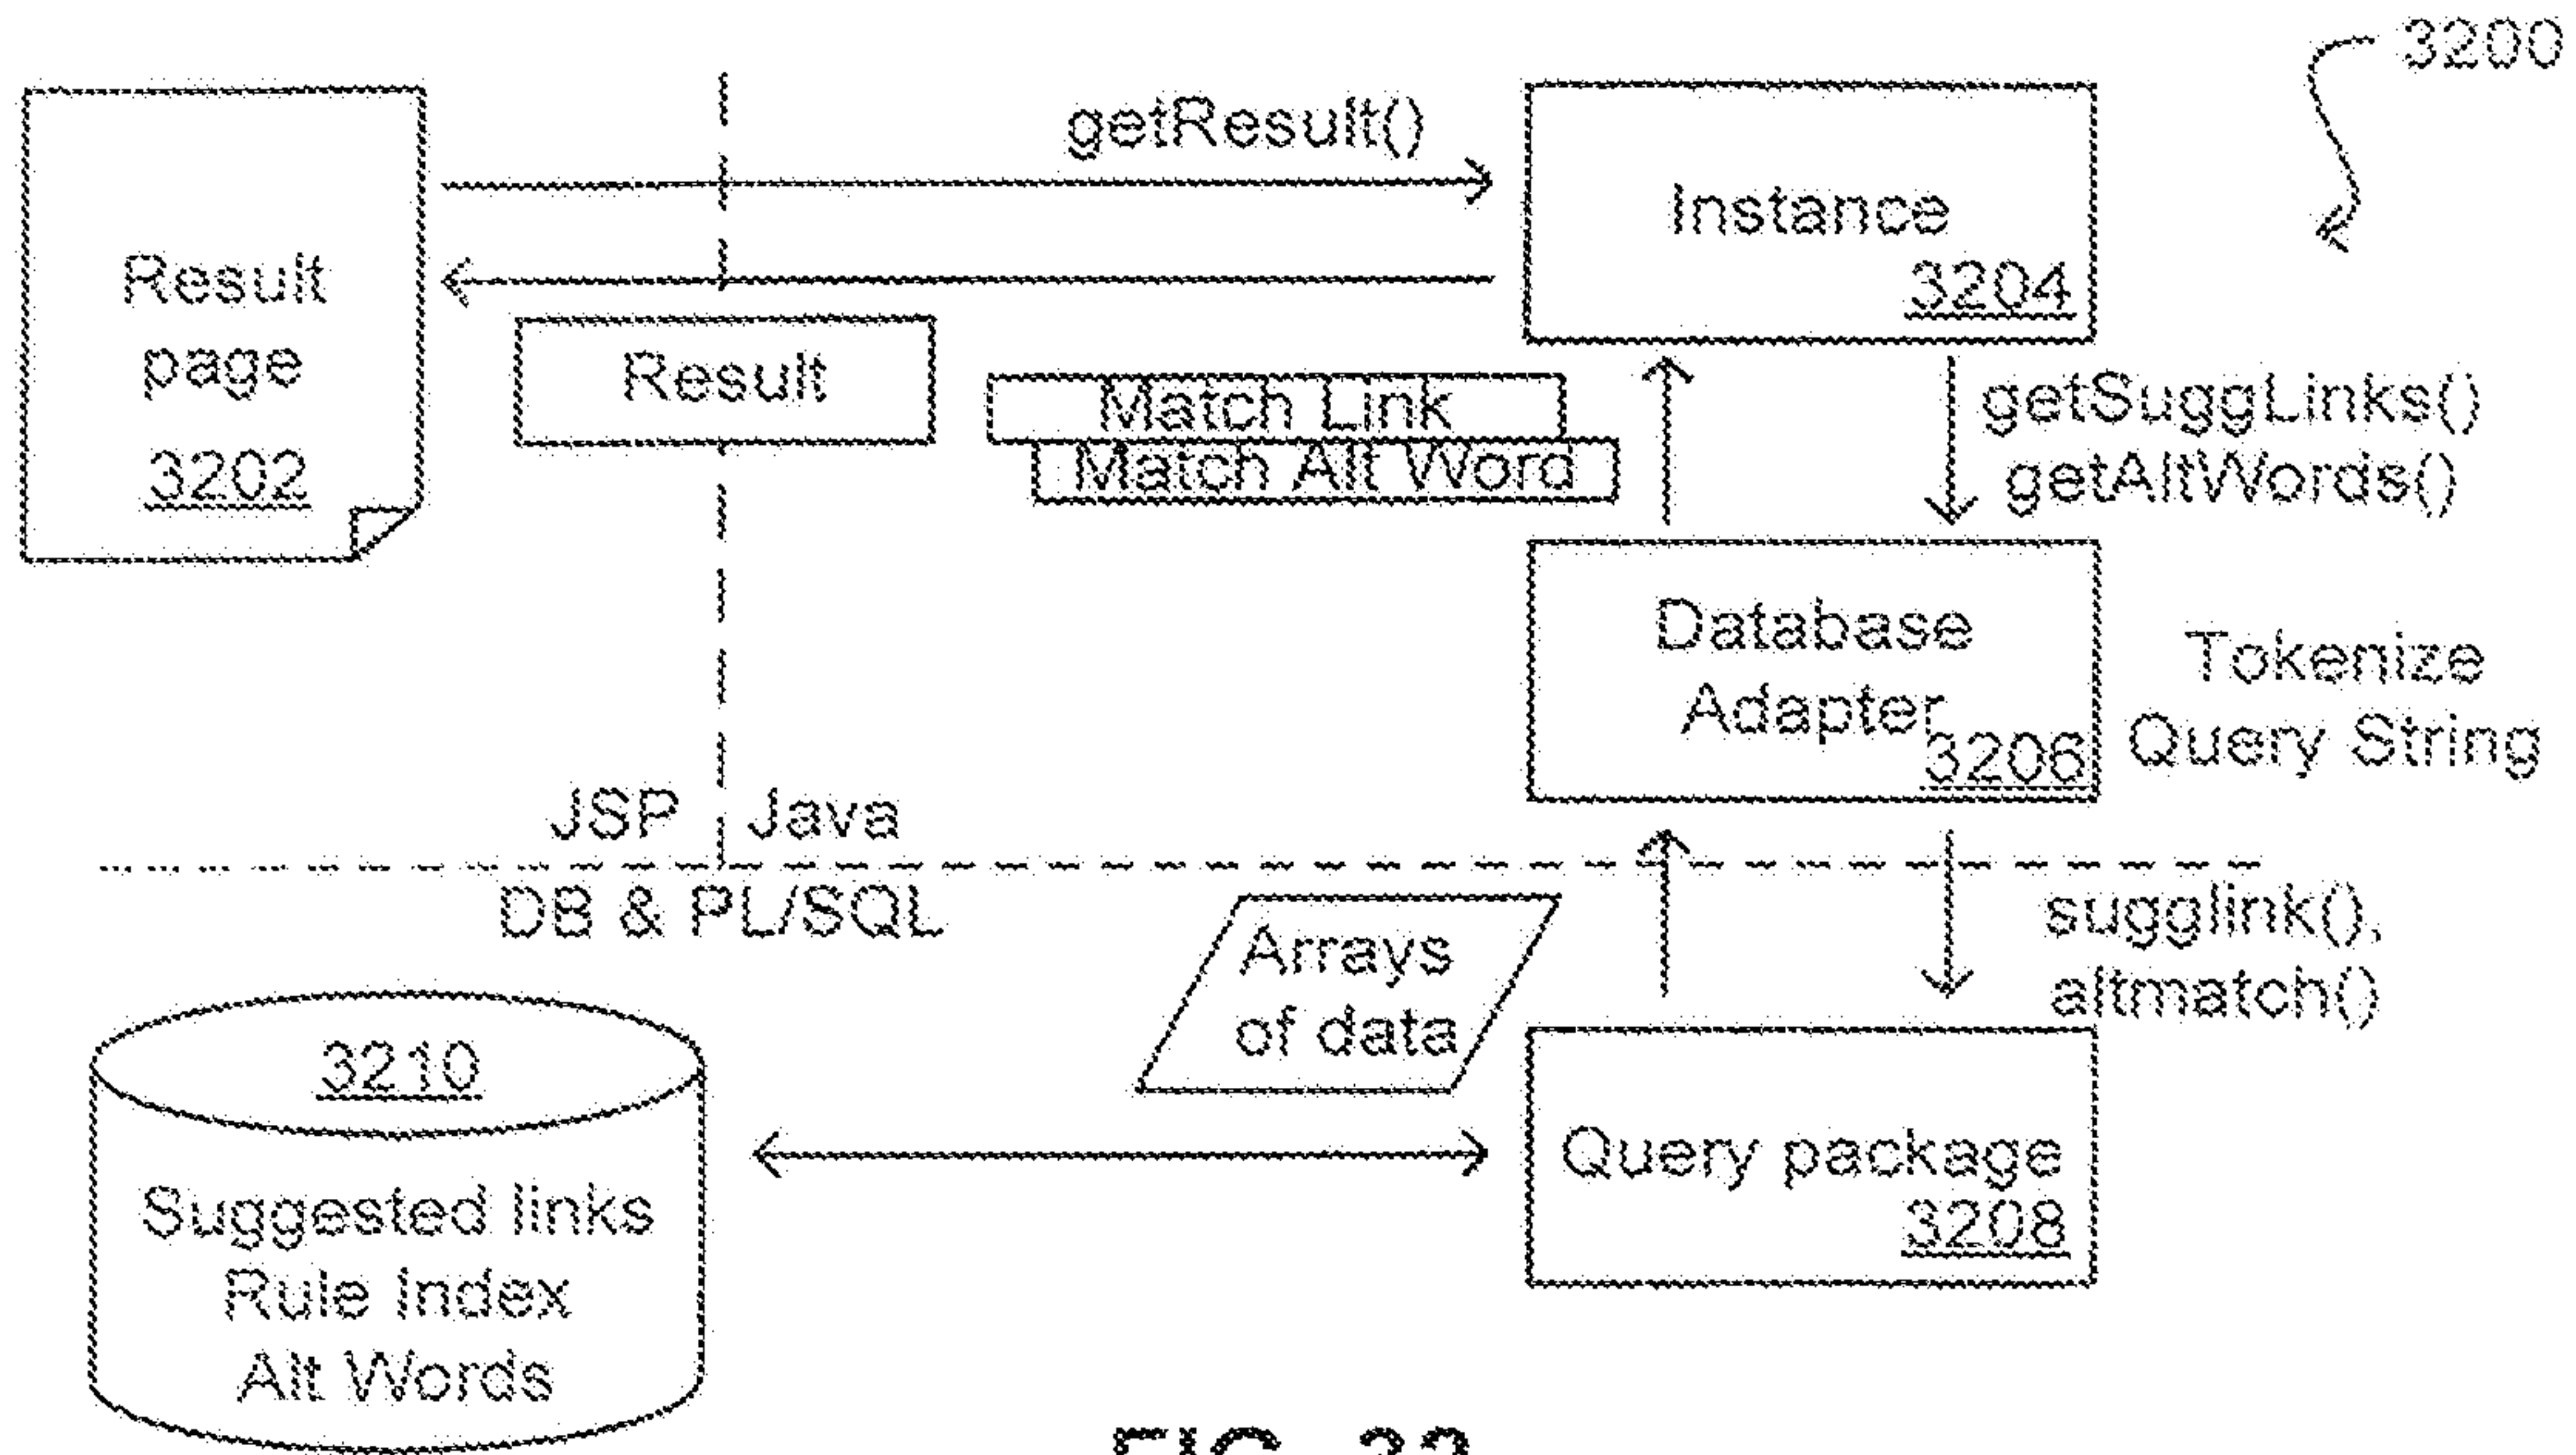 3200
getResult()
Instance
3204
Result
page
3202
Result
Match Link
Match Alt Word
getSuggLinks()
getAltWords()
Database
Adapter
3206
Tokenize
Query String
JSP
Java
DB & PL/SQL
Arrays
of data
sugglink(),
altmatch()
3210
Suggested links
Rule Index
Alt Words
Query package
3208